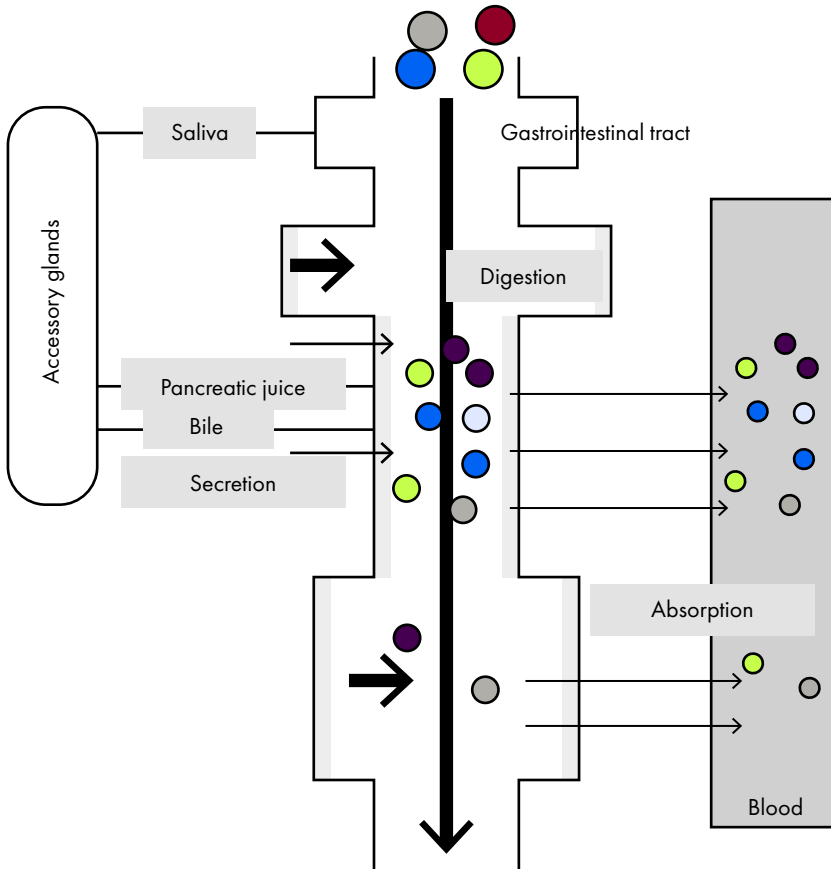 Saliva
Gastrointestinal tract
Accessory glands
Digestion
Pancreatic juice
Bile
Secretion
Absorption
Blood